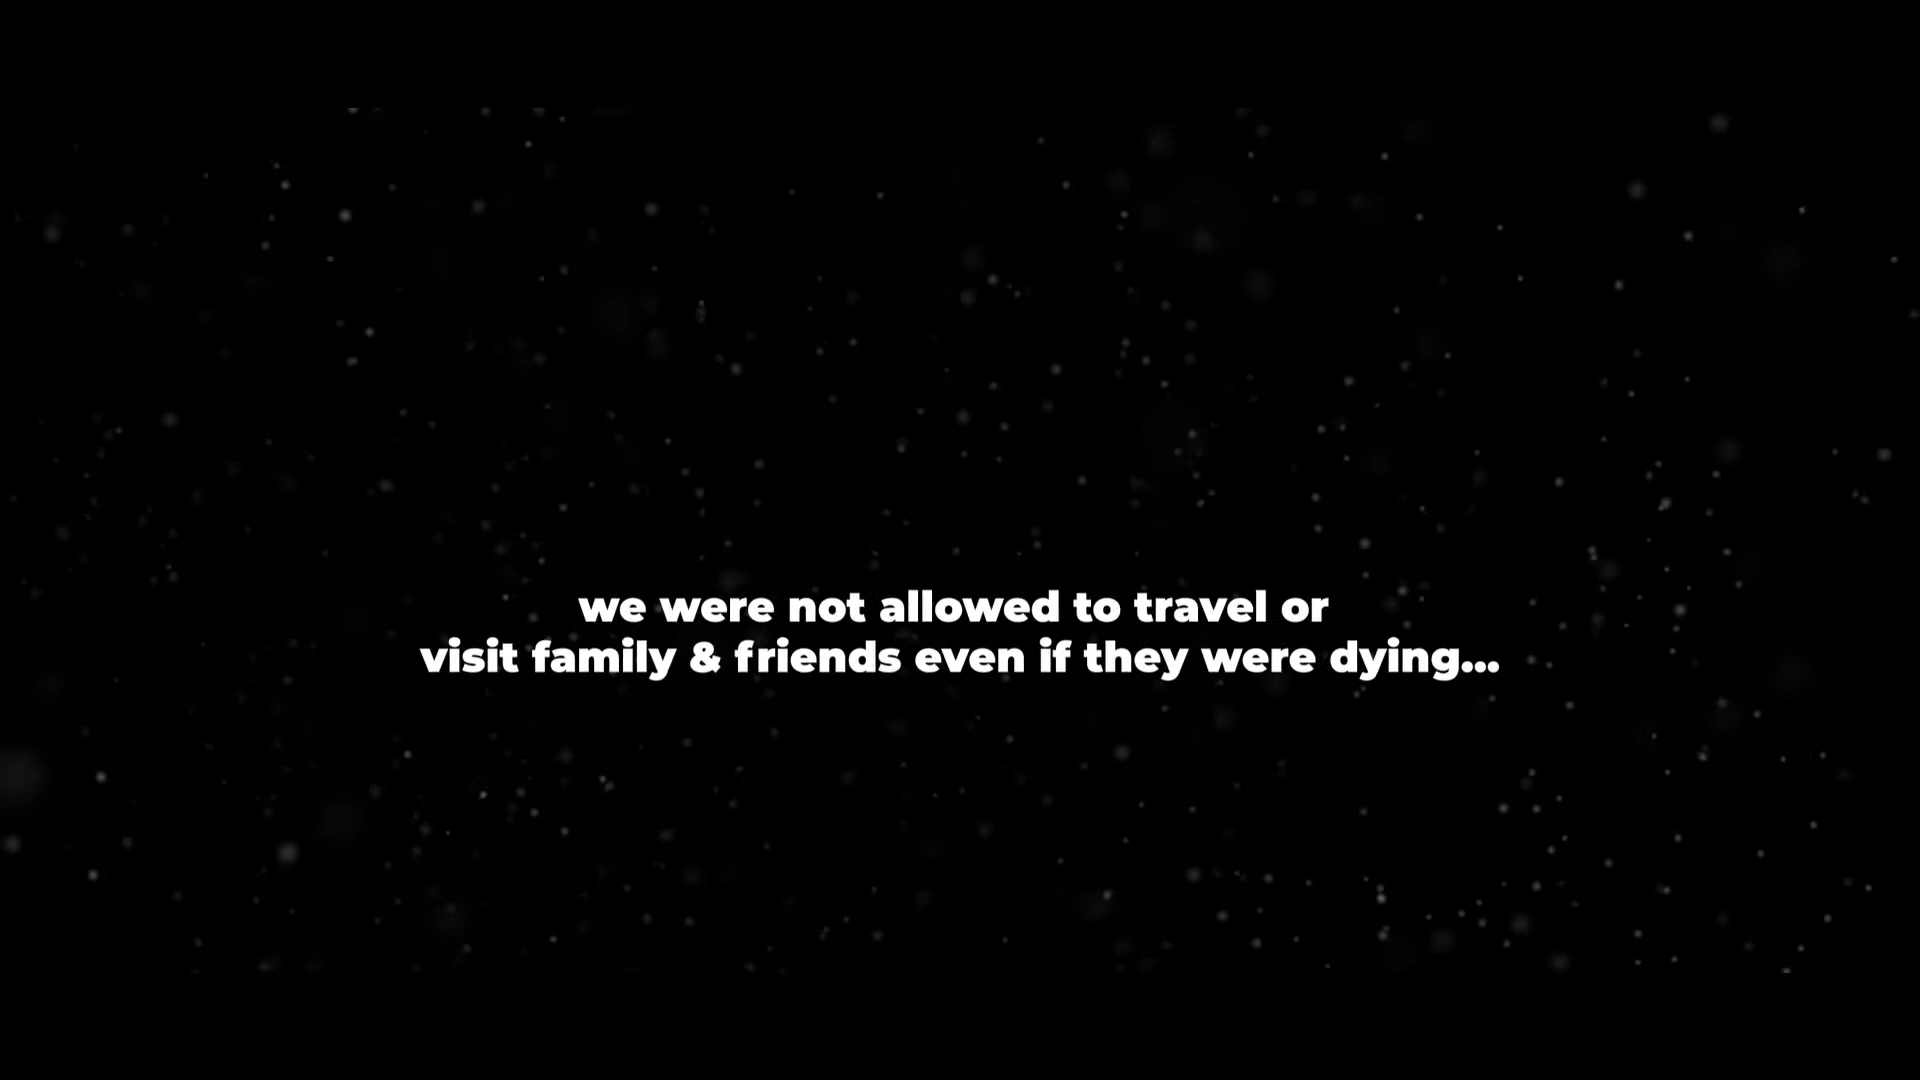 we were not allowed to travel or
visit family & friends even if they were dying...